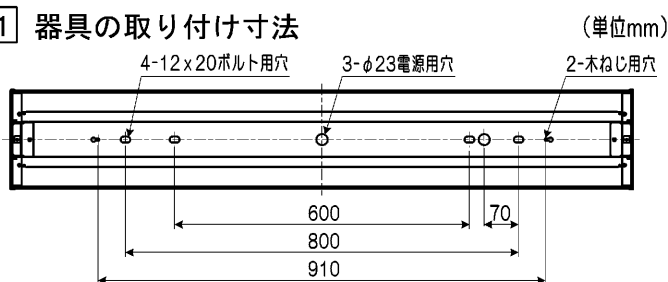 1 器具の取り付け寸法 (単位mm)
4-12x20ボルト用穴 3-φ23電源用穴 2-木ねじ用穴
600 70
800
910